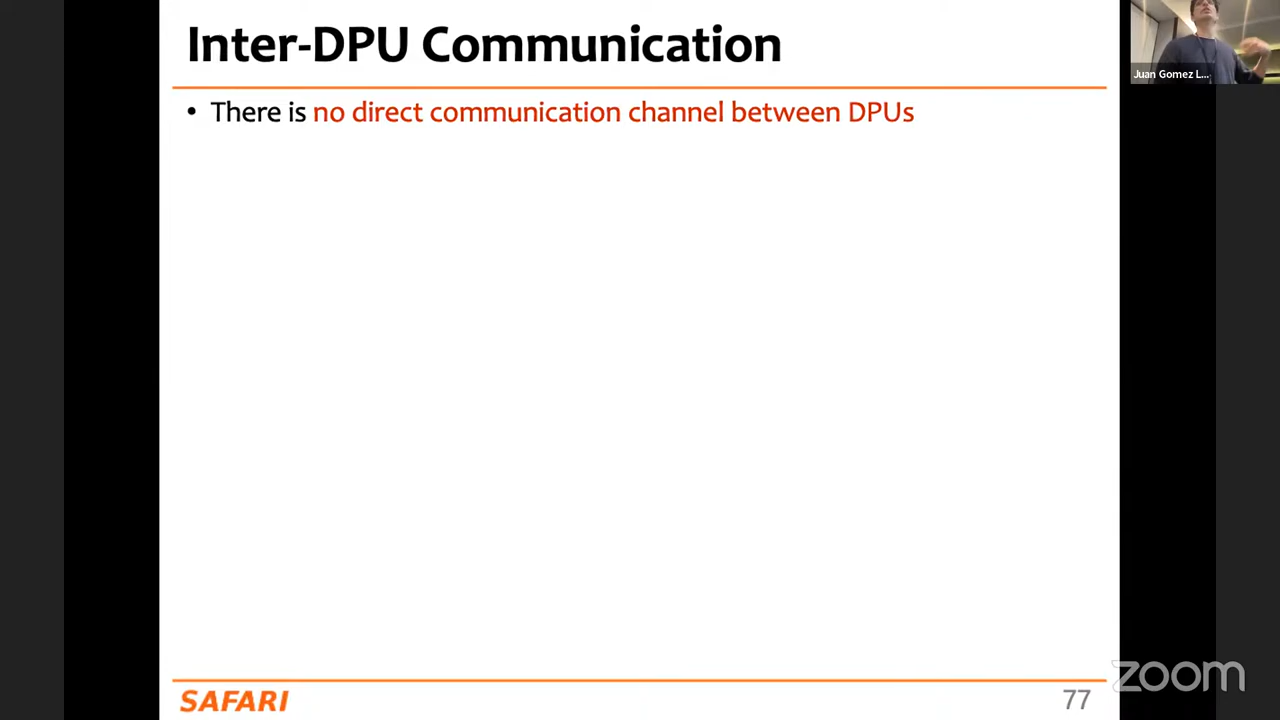 Inter-DPU Communication
Juan Gomez L...
• There is no direct communication channel between DPUs
SAFARI
77
zoom